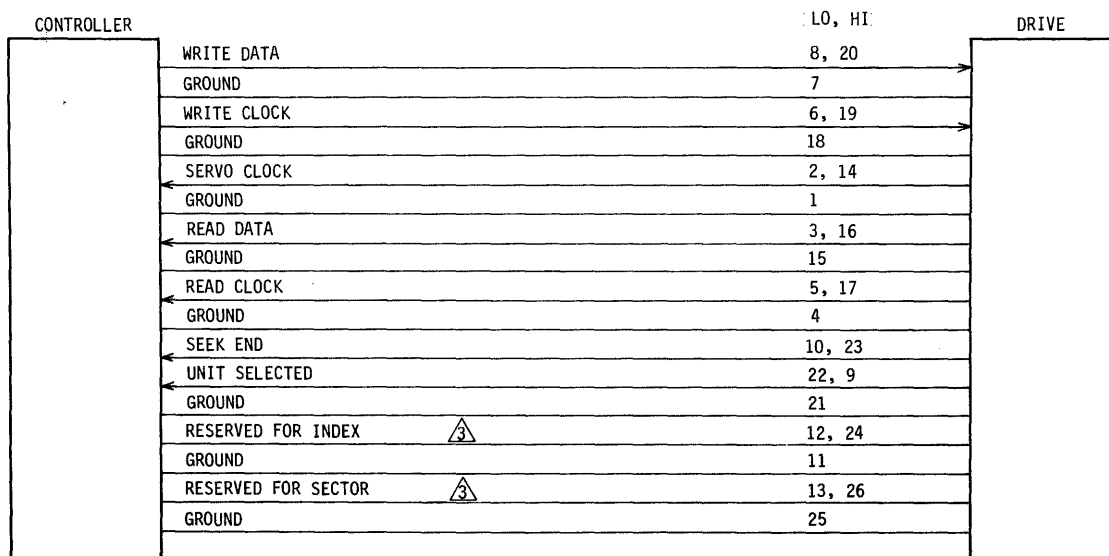 LO, HI
CONTROLLER DRIVE
WRITE DATA 8, 20
GROUND 7
WRITE CLOCK 6, 19
GROUND 18
SERVO CLOCK 2, 14
GROUND 1
READ DATA 3, 16
GROUND 15
READ CLOCK 5, 17
GROUND 4
SEEK END 10, 23
UNIT SELECTED 22, 9
GROUND 21
RESERVED FOR INDEX 3 12, 24
GROUND 11
RESERVED FOR SECTOR 3 13, 26
GROUND 25